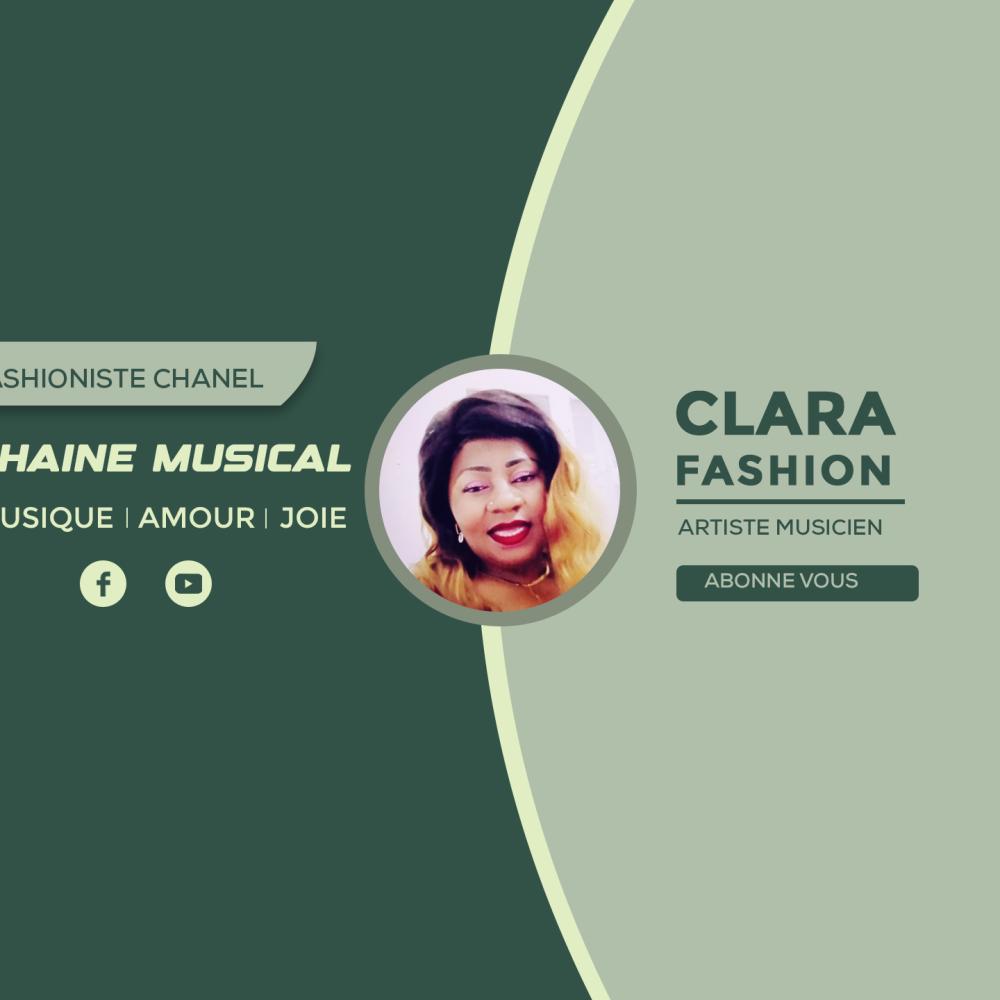 ASHIONISTE CHANEL
HAINE MUSICAL
USIQUE | AMOUR | JOIE
CLARA
FASHION
ARTISTE MUSICIEN
ABONNE VOUS